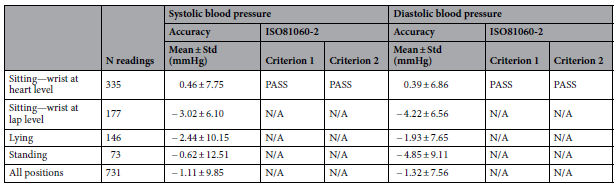 Systolic blood pressure Diastolic blood pressure
Accuracy ISO81060-2 Accuracy ISO81060-2
N readings Mean ± Std (mmHg) Criterion 1 Criterion 2 Mean ± Std (mmHg) Criterion 1 Criterion 2
Sitting—wrist at heart level 335 0.46 ± 7.75 PASS PASS 0.39 ± 6.86 PASS PASS
Sitting—wrist at lap level 177 − 3.02 ± 6.10 N/A N/A − 4.22 ± 6.56 N/A N/A
Lying 146 − 2.44 ± 10.15 N/A N/A − 1.93 ± 7.65 N/A N/A
Standing 73 − 0.62 ± 12.51 N/A N/A − 4.85 ± 9.11 N/A N/A
All positions 731 − 1.11 ± 9.85 N/A N/A − 1.32 ± 7.56 N/A N/A